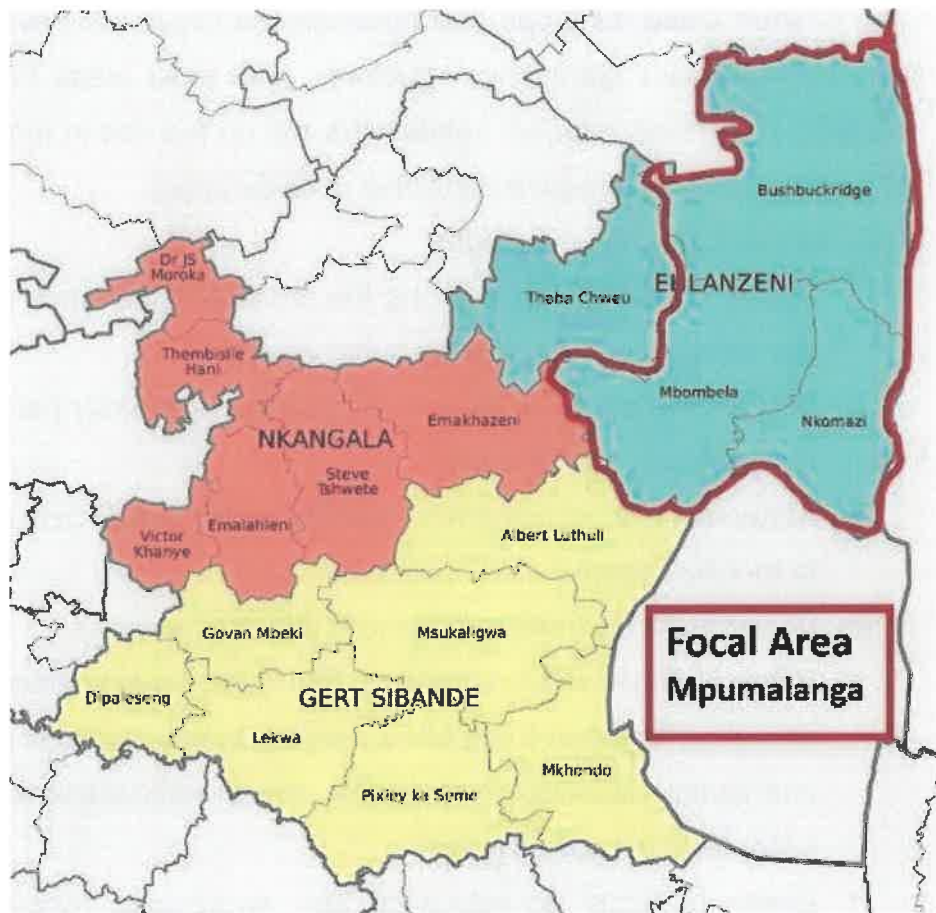 Bushbuckridge
Dr JS
Moroka
EHLANZENI
Thaba Chweu
Thembisile
Hani
Mbombela
Emakhazeni
Nkomazi
NKANGALA
Steve
Tshwete
Emalahleni
Victor
Khanye
Albert Luthuli
Govan Mbeki
Msukaligwa
Focal Area
Mpumalanga
Dipaleseng
GERT SIBANDE
Lekwa
Mkhondo
Pixley ka Seme